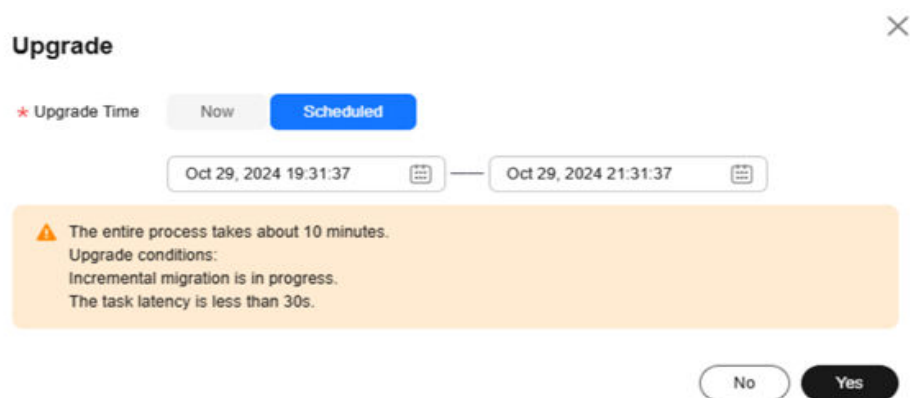 Upgrade
* Upgrade Time Now Scheduled
Oct 29, 2024 19:31:37 — Oct 29, 2024 21:31:37
The entire process takes about 10 minutes.
Upgrade conditions:
Incremental migration is in progress.
The task latency is less than 30s.
No Yes